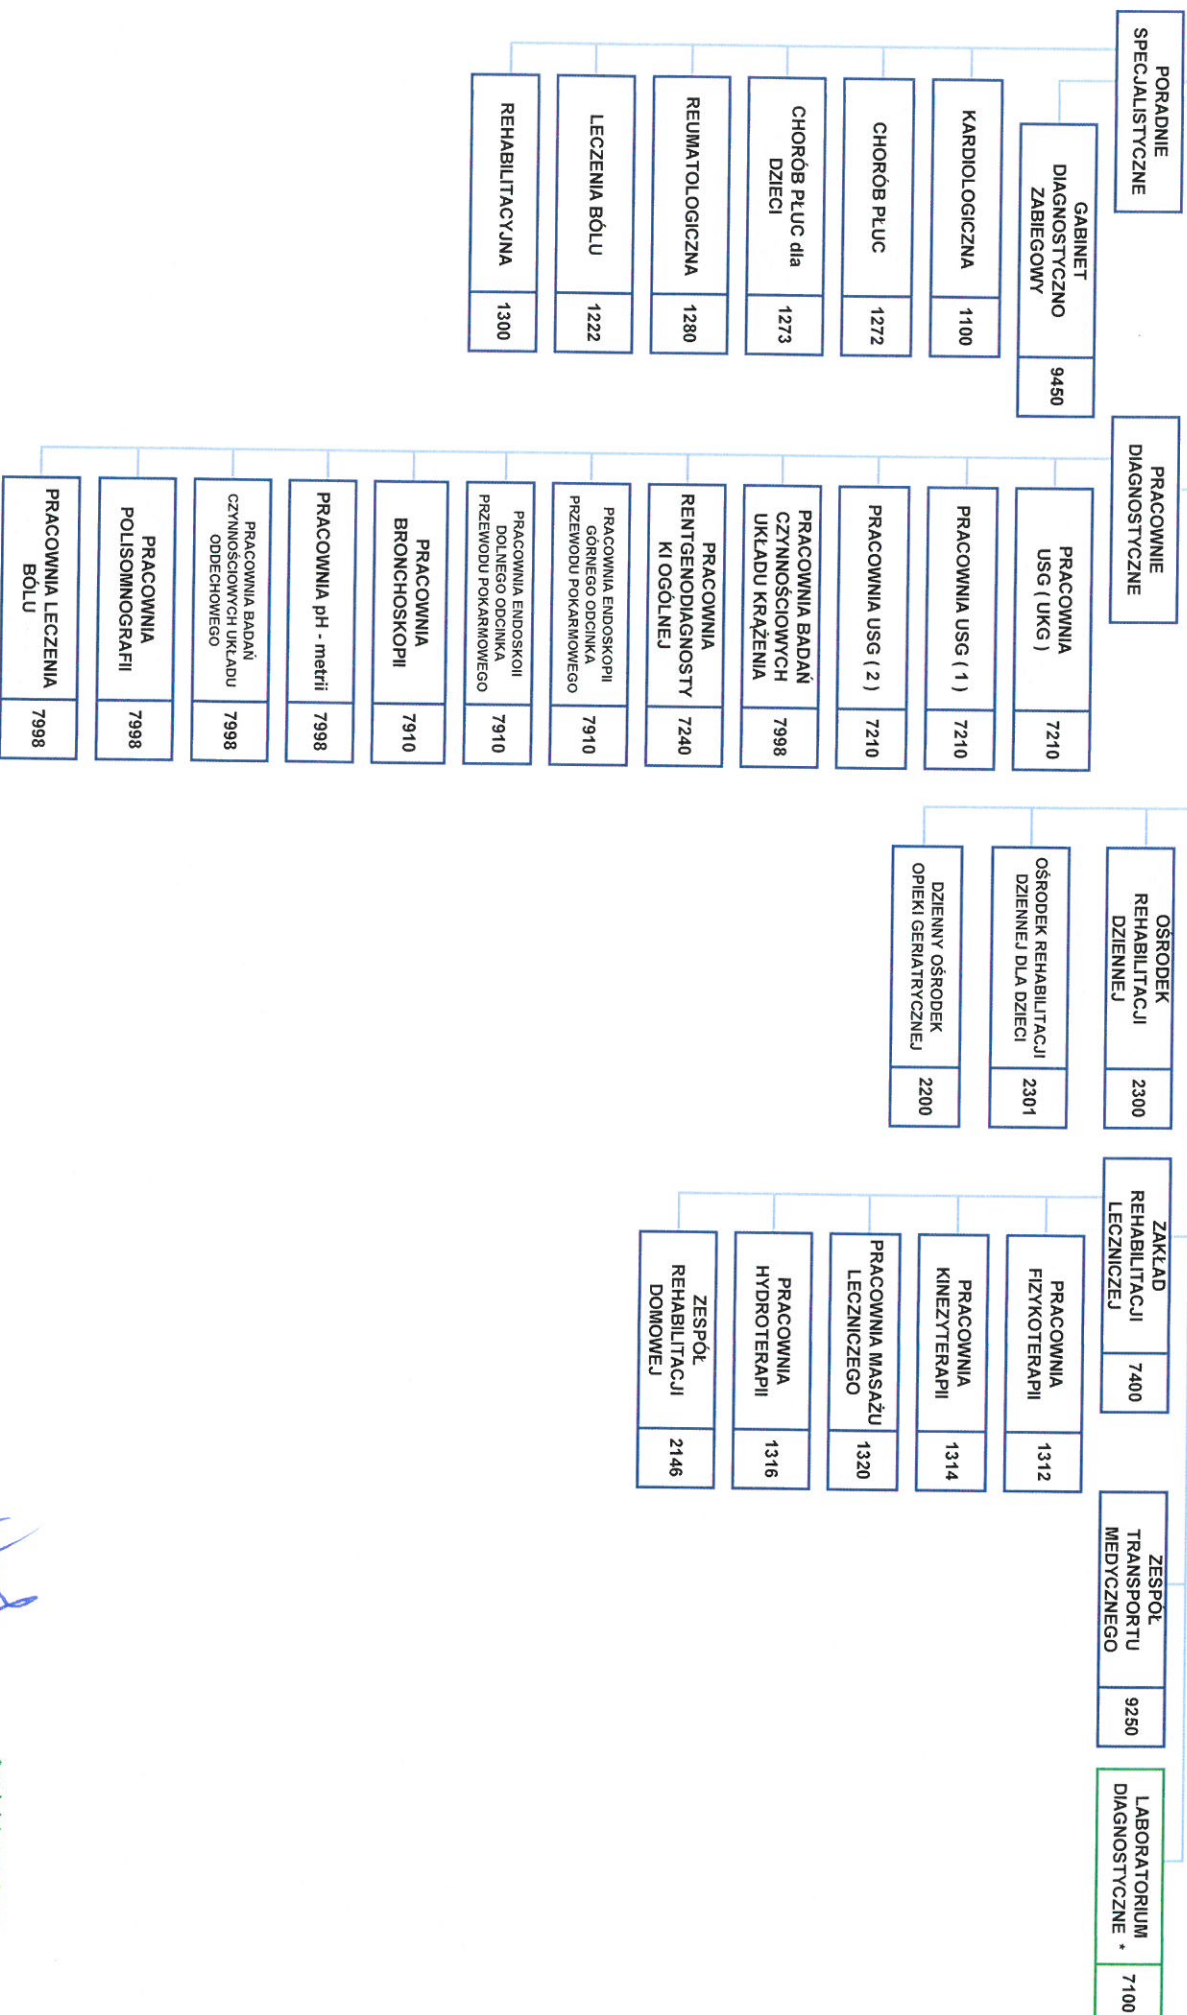 PORADNIE
SPECJALISTYCZNE
GABINET
DIAGNOSTYCZNO
ZABIEGOWY
9450
KARDIOLOGICZNA
1100
CHORÓB PŁUC
1272
CHORÓB PŁUC dla
DZIECI
1273
REUMATOLOGICZNA
1280
LECZENIA BÓLU
1222
REHABILITACYJNA
1300
PRACOWNIE
DIAGNOSTYCZNE
PRACOWNIA
USG ( UKG )
7210
PRACOWNIA USG ( 1 )
7210
PRACOWNIA USG ( 2 )
7210
PRACOWNIA BADAŃ
CZYNNOŚCIOWYCH
UKŁADU KRĄŻENIA
7998
PRACOWNIA
RENTGENODIAGNOSTY
KI OGÓLNEJ
7240
PRACOWNIA ENDOSKOPII
GÓRNEGO ODCINKA
PRZEWODU POKARMOWEGO
7910
PRACOWNIA ENDOSKOII
DOLNEGO ODCINKA
PRZEWODU POKARMOWEGO
7910
PRACOWNIA
BRONCHOSKOPII
7910
PRACOWNIA pH - metrii
7998
PRACOWNIA BADAŃ
CZYNNOŚCIOWYCH UKŁADU
ODDECHOWEGO
7998
PRACOWNIA
POLISOMNOGRAFII
7998
PRACOWNIA LECZENIA
BÓLU
7998
OŚRODEK
REHABILITACJI
DZIENNEJ
2300
OŚRODEK REHABILITACJI
DZIENNEJ DLA DZIECI
2301
DZIENNY OŚRODEK
OPIEKI GERIATRYCZNEJ
2200
ZAKŁAD
REHABILITACJI
LECZNICZEJ
7400
PRACOWNIA
FIZYKOTERAPII
1312
PRACOWNIA
KINEZYTERAPII
1314
PRACOWNIA MASAŻU
LECZNICZEGO
1320
PRACOWNIA
HYDROTERAPII
1316
ZESPÓŁ
REHABILITACJI
DOMOWEJ
2146
ZESPÓŁ
TRANSPORTU
MEDYCZNEGO
9250
LABORATORIUM
DIAGNOSTYCZNE *
7100